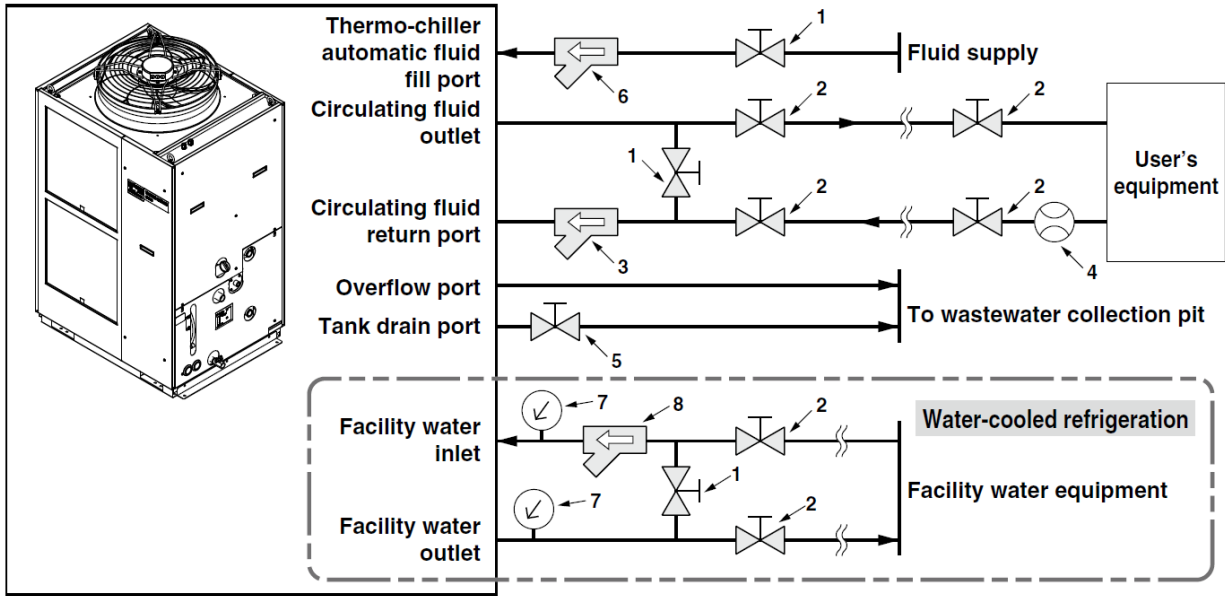 Thermo-chiller
automatic fluid
fill port
1
6
Fluid supply
Circulating fluid
outlet
2
2
1
User's
equipment
Circulating fluid
return port
2
2
3
4
Overflow port
Tank drain port
5
To wastewater collection pit
Water-cooled refrigeration
7
8
2
Facility water
inlet
1
Facility water equipment
7
2
Facility water
outlet